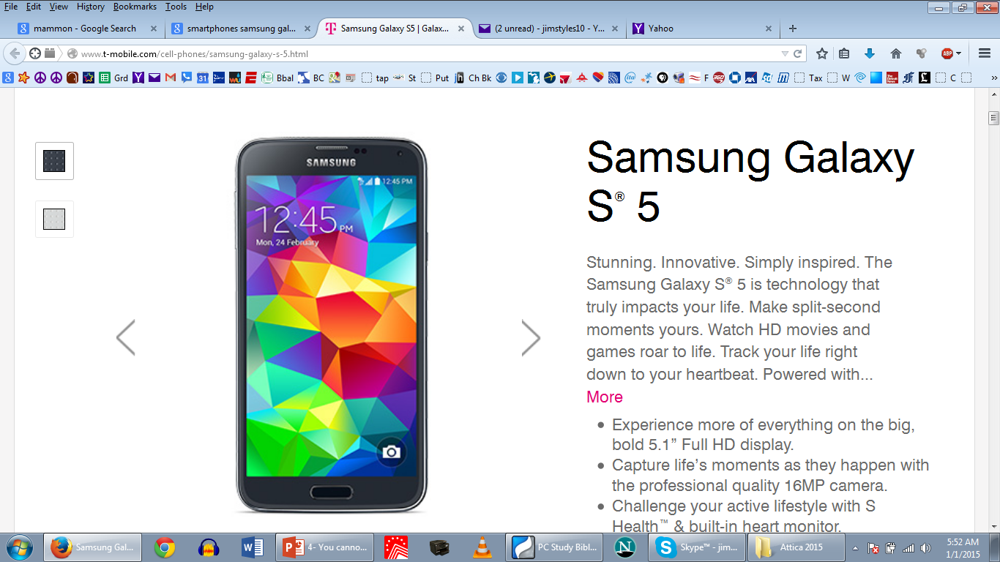 File Edit View History Bookmarks Tools Help
mammon - Google Search
smartphones samsung gal...
Samsung Galaxy S5 | Galax...
(2 unread) - jimstyles10 - Y...
Yahoo
www.t-mobile.com/cell-phones/samsung-galaxy-s-5.html
ABP
Grd 31 Bbal BC tap St Put jh Ch Bk F 360 AXA Tax W C »
SAMSUNG
12:45 PM
12:45 PM
Mon, 24 February
Samsung Galaxy
S® 5
Stunning. Innovative. Simply inspired. The
Samsung Galaxy S® 5 is technology that
truly impacts your life. Make split-second
moments yours. Watch HD movies and
games roar to life. Track your life right
down to your heartbeat. Powered with...
More
• Experience more of everything on the big,
bold 5.1” Full HD display.
• Capture life’s moments as they happen with
the professional quality 16MP camera.
• Challenge your active lifestyle with S
Health™ & built-in heart monitor.
Samsung Gal...
4- You canno...
PC Study Bibl...
Skype™ - jim...
Attica 2015
5:52 AM
1/1/2015